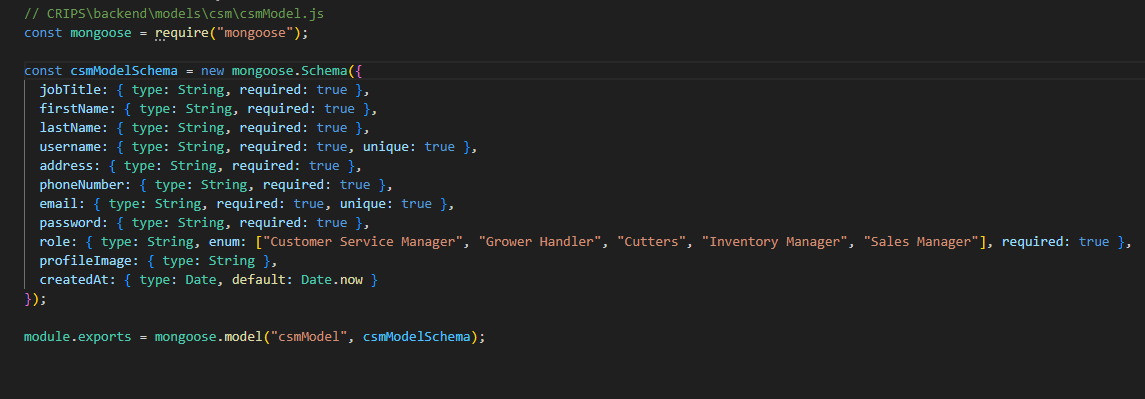 // CRIPS\backend\models\csm\csmModel.js
const mongoose = require("mongoose");
const csmModelSchema = new mongoose.Schema({
jobTitle: { type: String, required: true },
firstName: { type: String, required: true },
lastName: { type: String, required: true },
username: { type: String, required: true, unique: true },
address: { type: String, required: true },
phoneNumber: { type: String, required: true },
email: { type: String, required: true, unique: true },
password: { type: String, required: true },
role: { type: String, enum: ["Customer Service Manager", "Grower Handler", "Cutters", "Inventory Manager", "Sales Manager"], required: true },
profileImage: { type: String },
createdAt: { type: Date, default: Date.now }
});
module.exports = mongoose.model("csmModel", csmModelSchema);